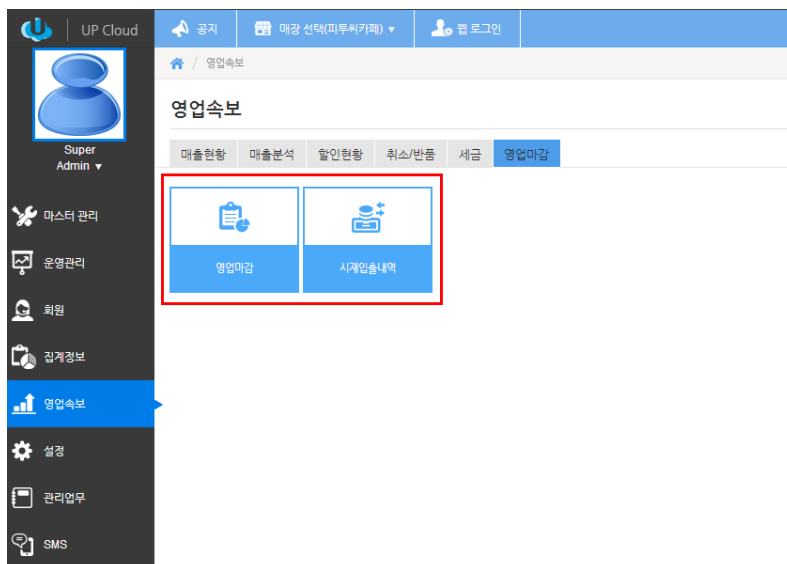 UP Cloud
공지
매장 선택(피투씨카페) ▼
웹 로그인
/ 영업속보
영업속보
Super
Admin ▼
매출현황
매출분석
할인현황
취소/반품
세금
영업마감
영업마감
시재입출내역
마스터 관리
운영관리
회원
집계정보
영업속보
설정
관리업무
SMS